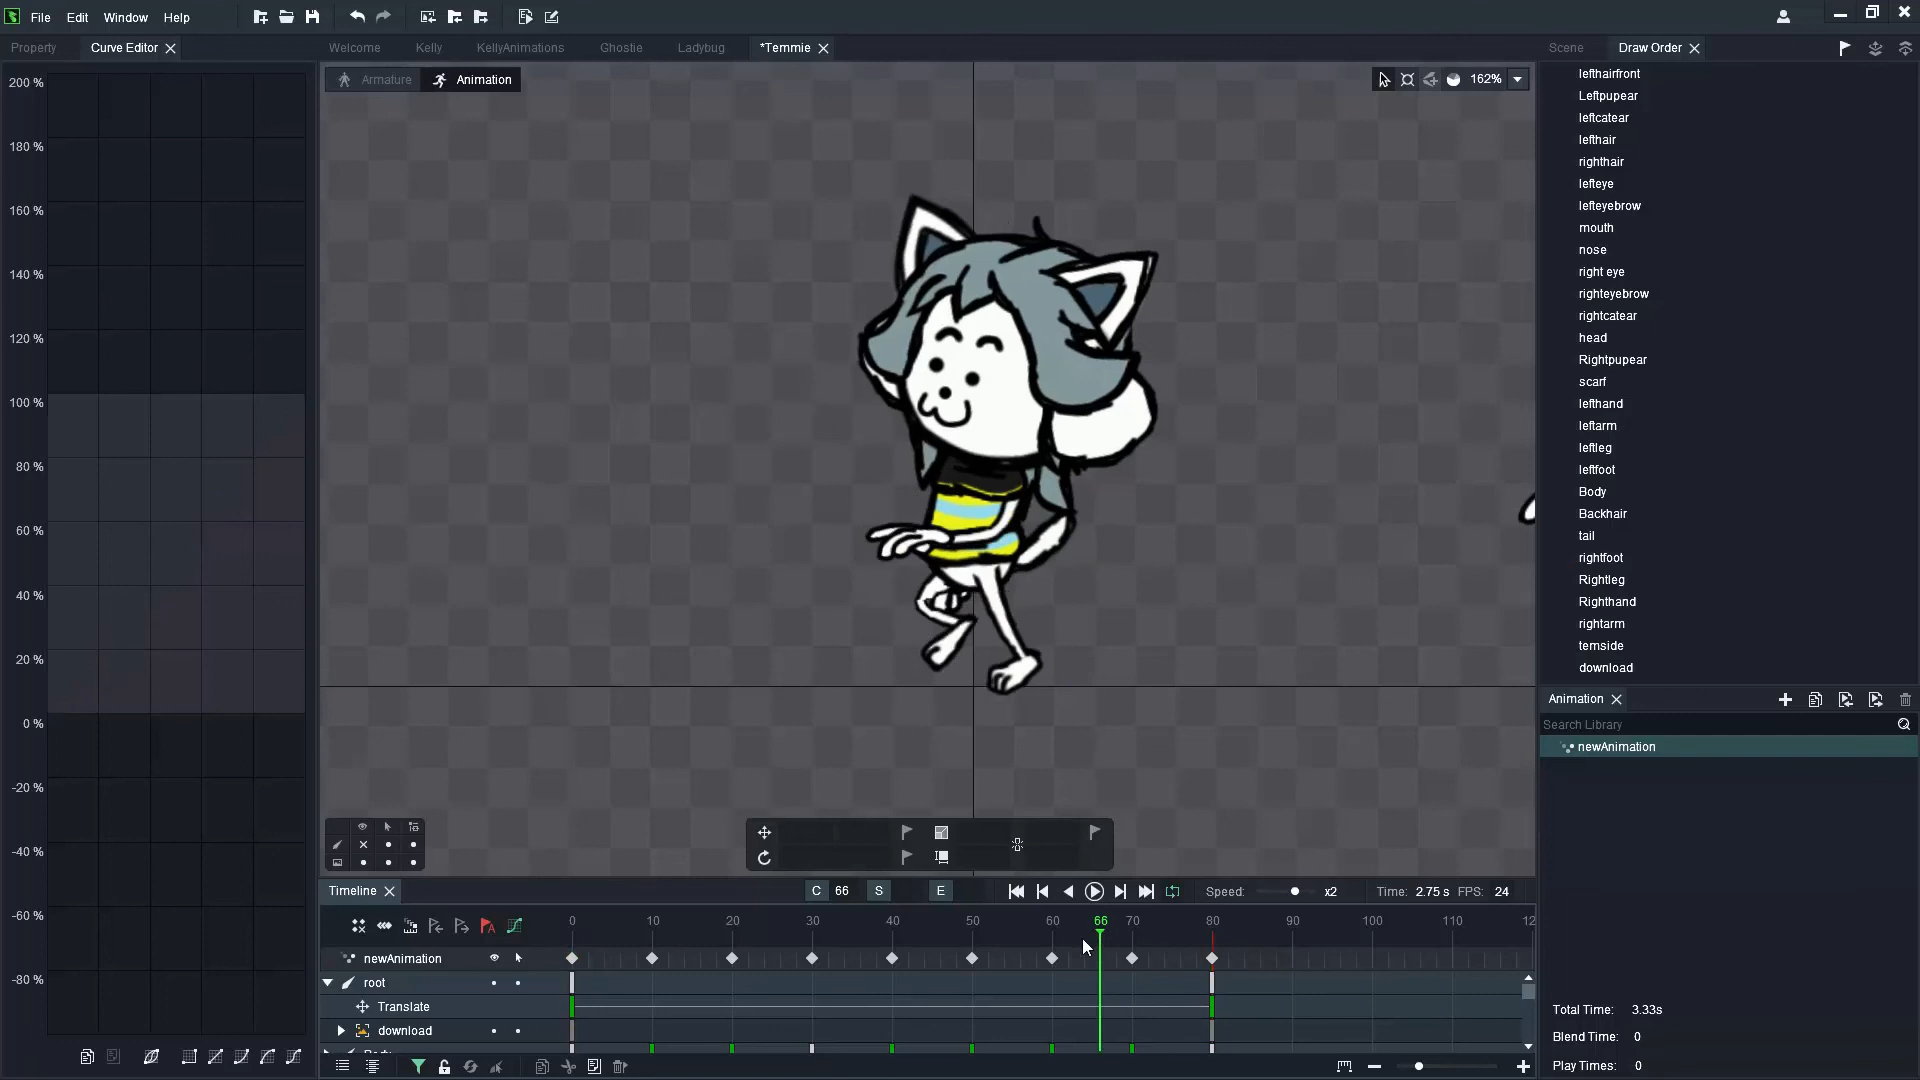 File Edit Window Help
Property Curve Editor Welcome Kelly KellyAnimations Ghostie Ladybug *Temmie Scene Draw Order
Armature Animation 162%
200 %
180 %
160 %
140 %
120 %
100 %
80 %
60 %
40 %
20 %
0 %
-20 %
-40 %
-60 %
-80 %
lefthairfront
Leftpupear
leftcatear
lefthair
righthair
lefteye
lefteyebrow
mouth
nose
right eye
righteyebrow
rightcatear
head
Rightpupear
scarf
lefthand
leftarm
leftleg
leftfoot
Body
Backhair
tail
rightfoot
Rightleg
Righthand
rightarm
temside
download
Animation
Search Library
newAnimation
Total Time: 3.33s
Blend Time: 0
Play Times: 0
Timeline C 66 S E Speed: x2 Time: 2.75 s FPS: 24
0 10 20 30 40 50 60 66 70 80 90 100 110 12
newAnimation
root
Translate
download